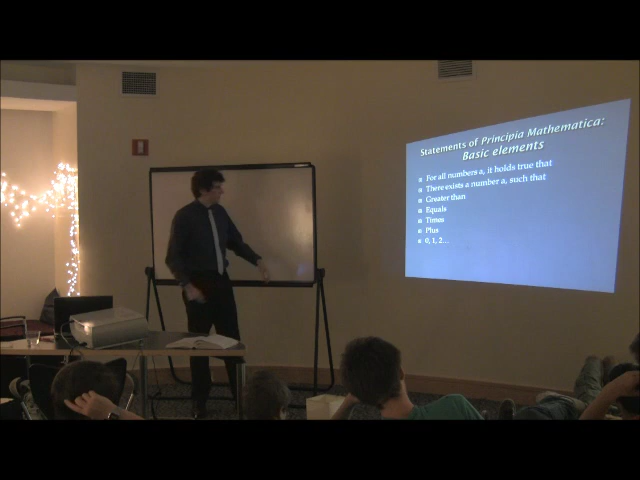 Statements of Principia Mathematica:
Basic elements
For all numbers a, it holds true that
There exists a number a, such that
Greater than
Equals
Times
Plus
0, 1, 2...